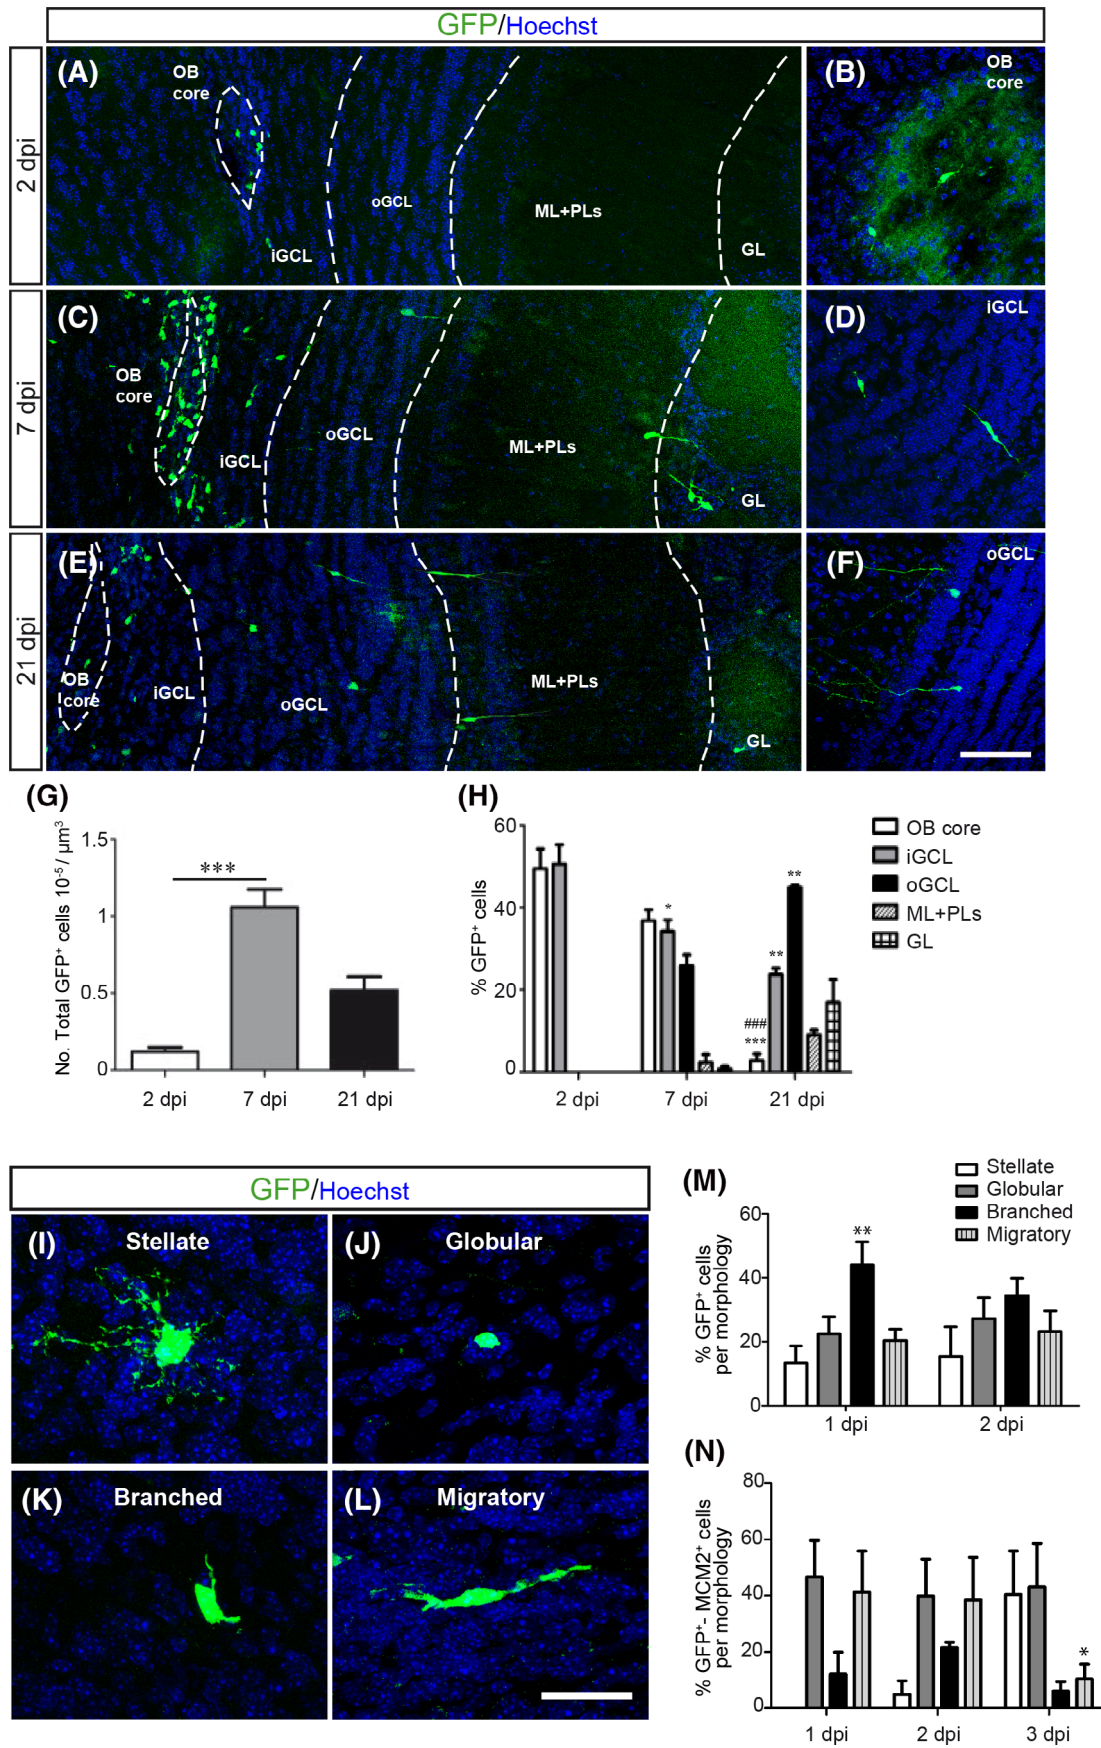 GFP/Hoechst
2 dpi
(A)
OB
core
iGCL
oGCL
ML+PLs
GL
(B)
OB
core
7 dpi
(C)
OB
core
iGCL
oGCL
ML+PLs
GL
(D)
iGCL
21 dpi
(E)
OB
core
iGCL
oGCL
ML+PLs
GL
(F)
oGCL
(G)
No. Total GFP⁺ cells 10⁻⁵ / µm³
1.5
1
0.5
0
***
2 dpi
7 dpi
21 dpi
(H)
% GFP⁺ cells
60
40
20
0
*
###
***
**
**
2 dpi
7 dpi
21 dpi
OB core
iGCL
oGCL
ML+PLs
GL
GFP/Hoechst
(I)
Stellate
(J)
Globular
(K)
Branched
(L)
Migratory
(M)
Stellate
Globular
Branched
Migratory
% GFP⁺ cells
per morphology
60
40
20
0
**
1 dpi
2 dpi
(N)
% GFP⁺- MCM2⁺ cells
per morphology
80
60
40
20
0
*
1 dpi
2 dpi
3 dpi